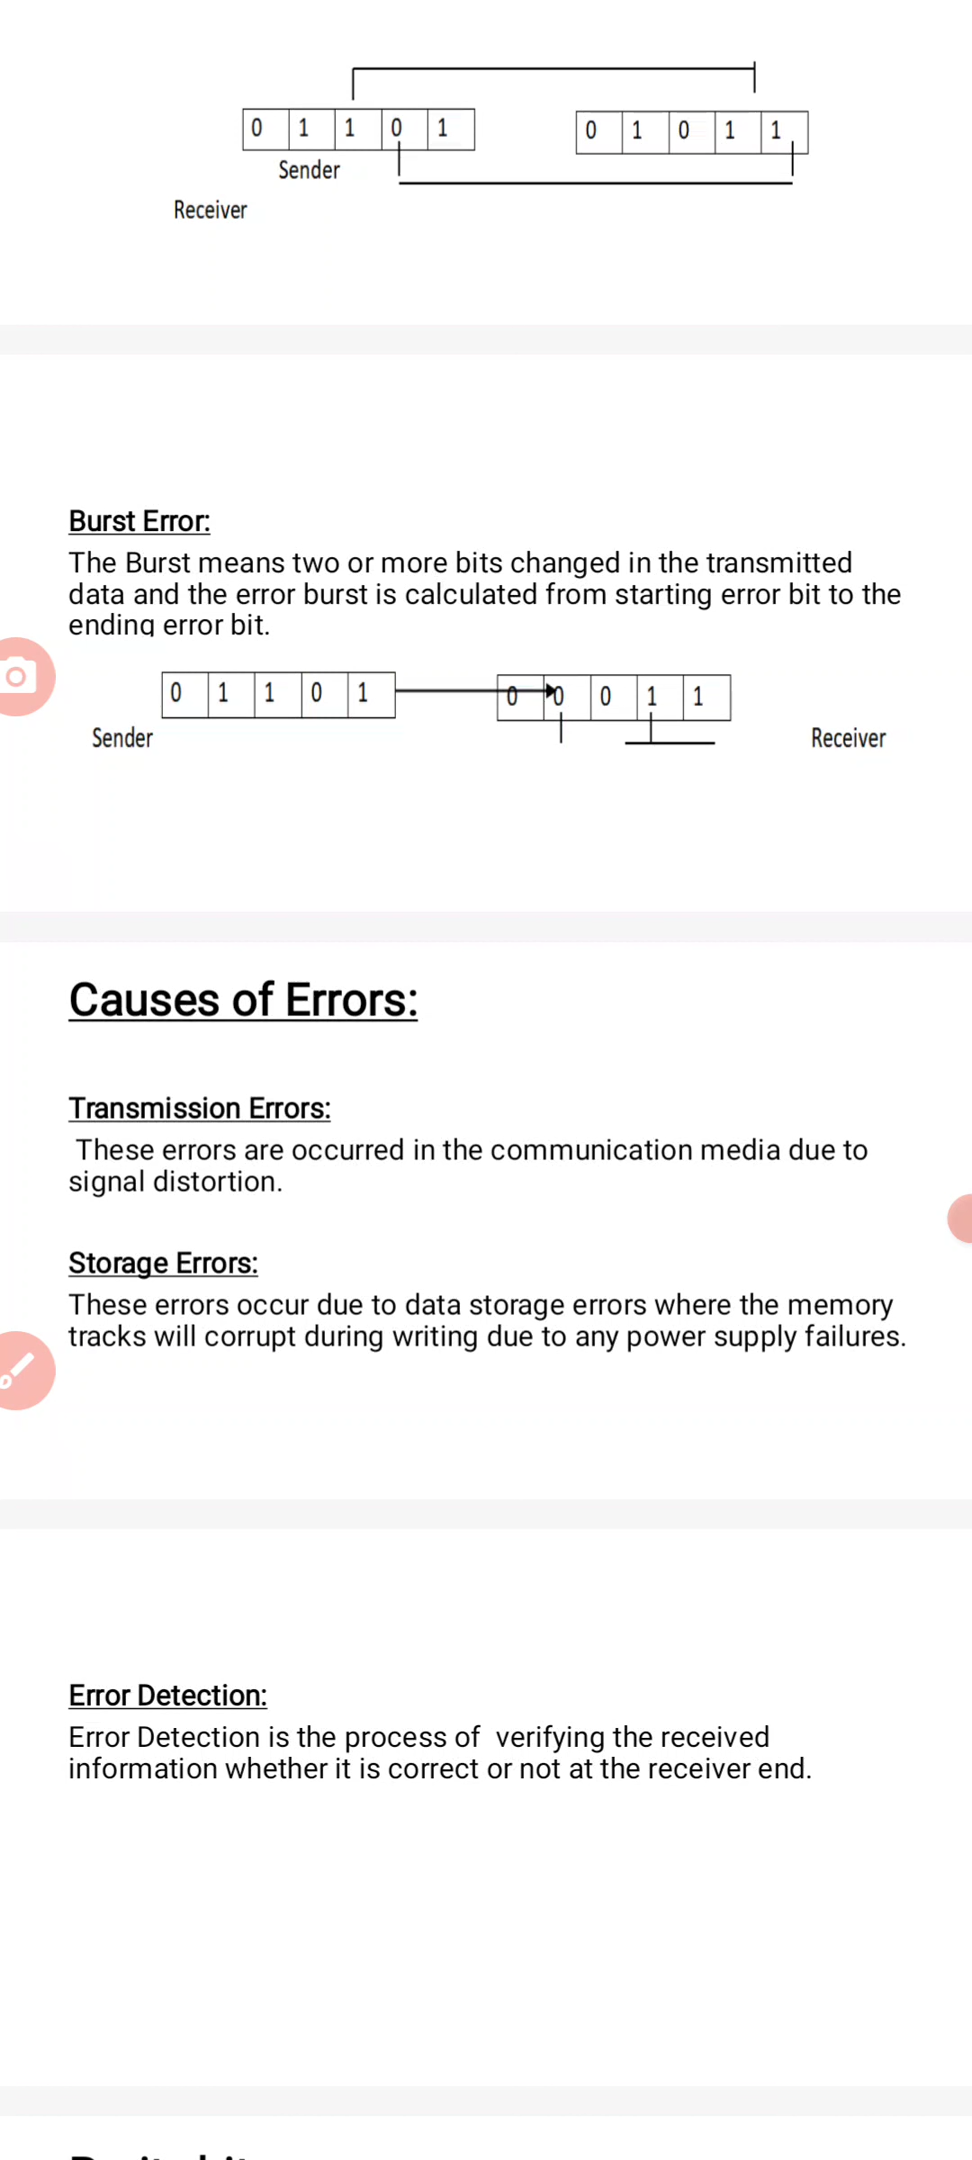 0 1 1 0 1
0 1 0 1 1
Sender
Receiver
Burst Error:
The Burst means two or more bits changed in the transmitted
data and the error burst is calculated from starting error bit to the
ending error bit.
0 1 1 0 1
0 0 0 1 1
Sender
Receiver
Causes of Errors:
Transmission Errors:
These errors are occurred in the communication media due to
signal distortion.
Storage Errors:
These errors occur due to data storage errors where the memory
tracks will corrupt during writing due to any power supply failures.
Error Detection:
Error Detection is the process of  verifying the received
information whether it is correct or not at the receiver end.